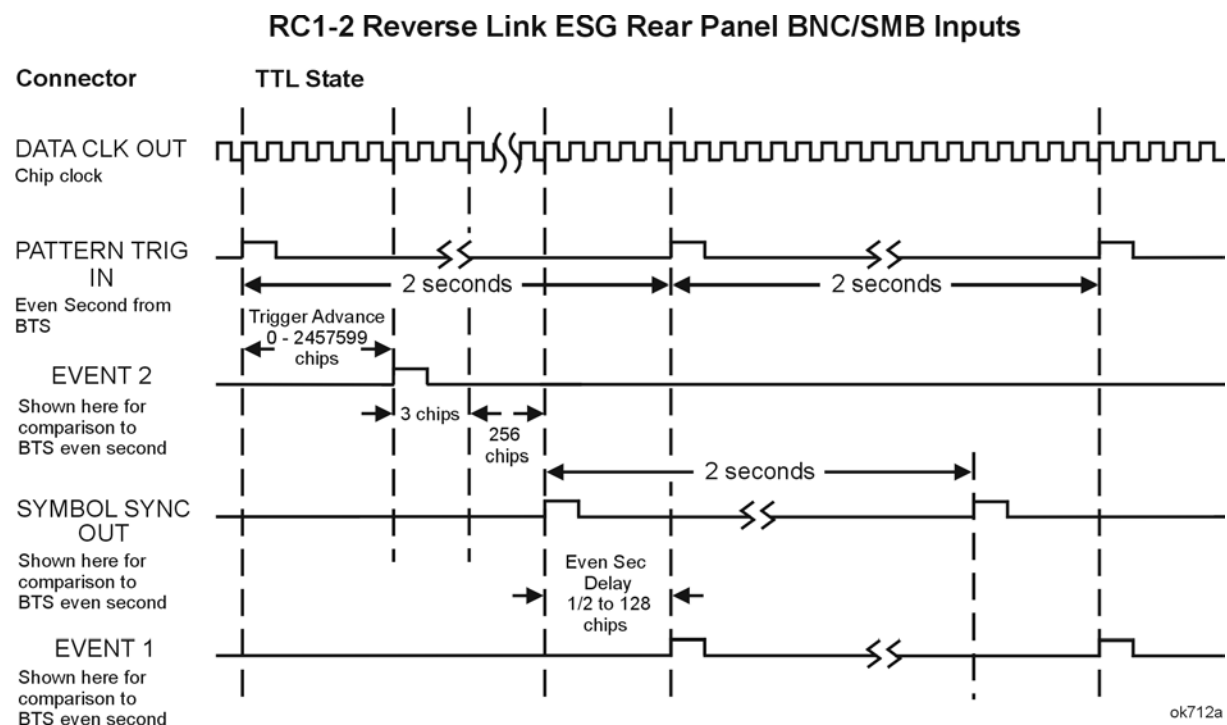 RC1-2 Reverse Link ESG Rear Panel BNC/SMB Inputs
Connector
TTL State
DATA CLK OUT
Chip clock
PATTERN TRIG
IN
Even Second from
BTS
2 seconds
2 seconds
Trigger Advance
0 - 2457599
chips
EVENT 2
Shown here for
comparison to
BTS even second
3 chips
256
chips
2 seconds
SYMBOL SYNC
OUT
Shown here for
comparison to
BTS even second
Even Sec
Delay
1/2 to 128
chips
EVENT 1
Shown here for
comparison to
BTS even second
ok712a